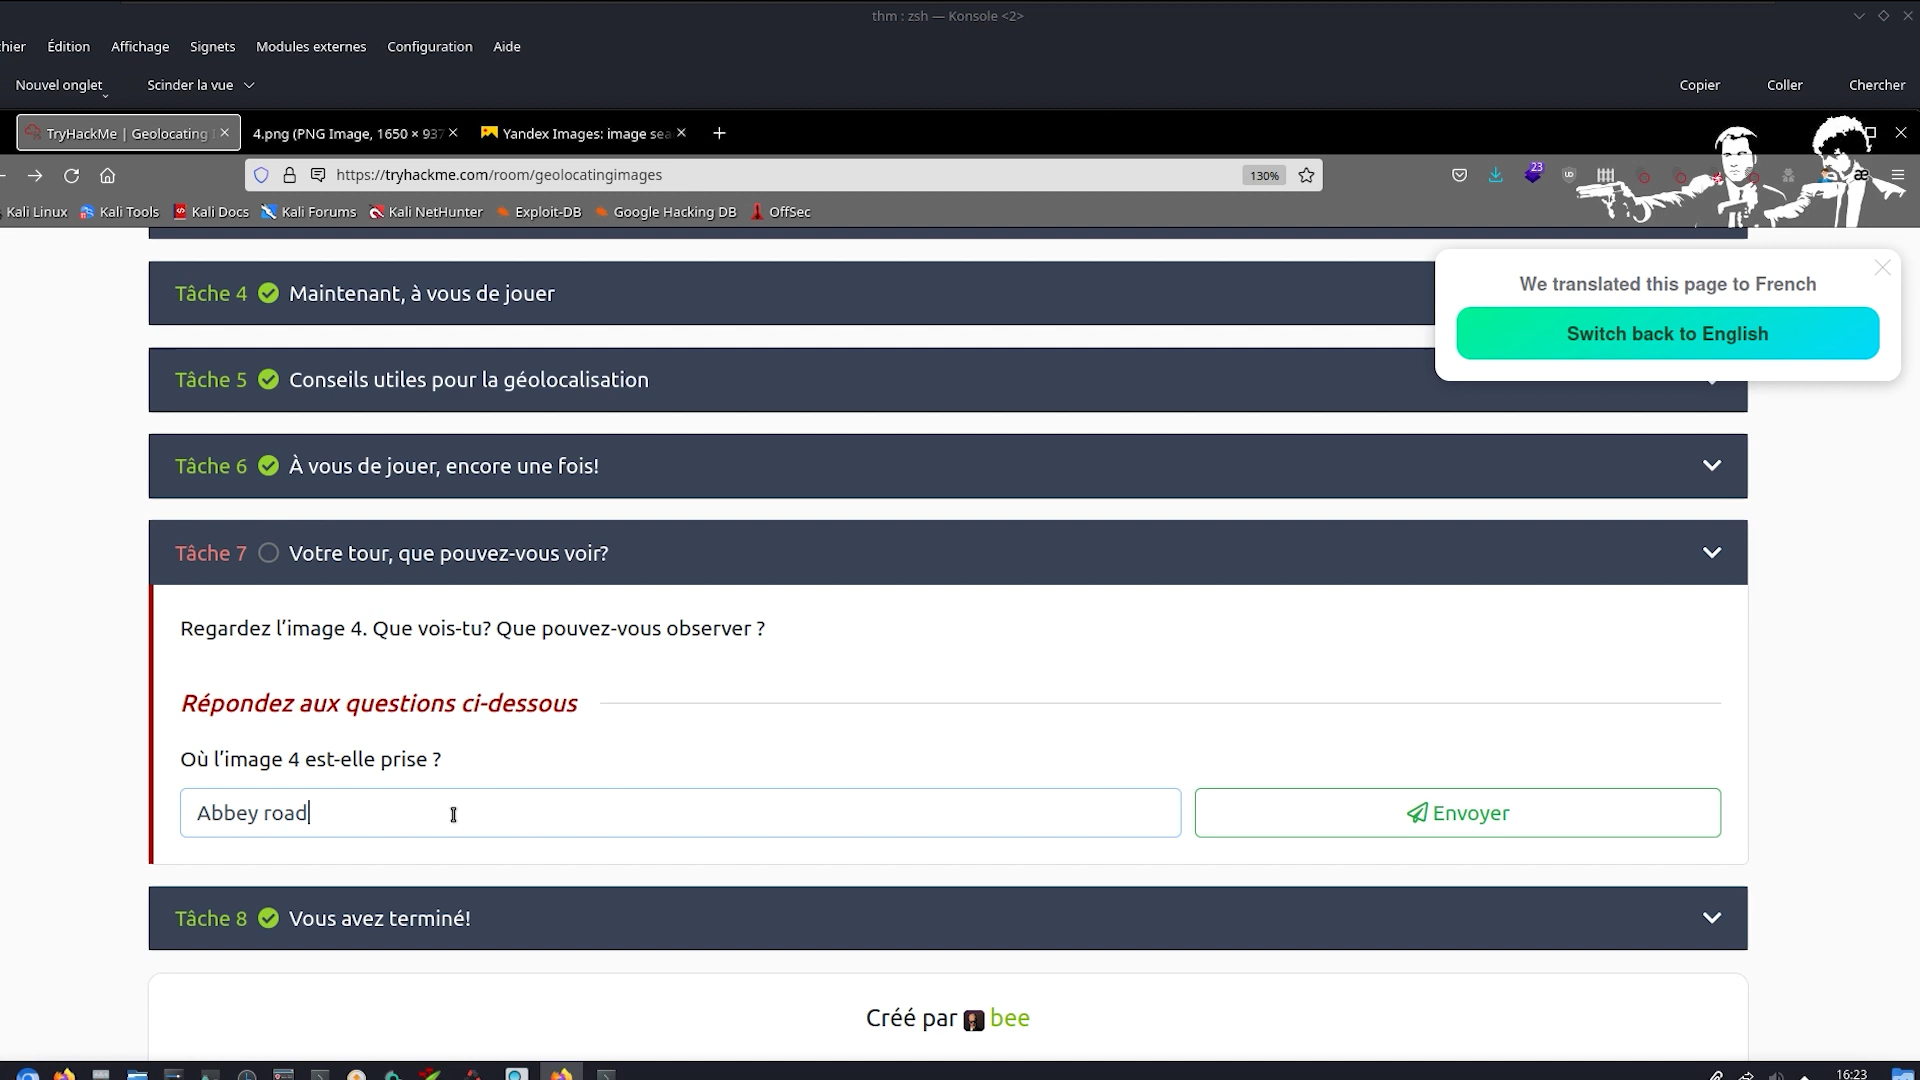 thm : zsh — Konsole <2>
hier Édition Affichage Signets Modules externes Configuration Aide
Nouvel onglet Scinder la vue Copier Coller Chercher
TryHackMe | Geolocating 4.png (PNG Image, 1650 × 937 Yandex Images: image sea
https://tryhackme.com/room/geolocatingimages 130% 23
Kali Linux Kali Tools Kali Docs Kali Forums Kali NetHunter Exploit-DB Google Hacking DB OffSec
We translated this page to French
Switch back to English
Tâche 4 Maintenant, à vous de jouer
Tâche 5 Conseils utiles pour la géolocalisation
Tâche 6 À vous de jouer, encore une fois!
Tâche 7 Votre tour, que pouvez-vous voir?
Regardez l’image 4. Que vois-tu? Que pouvez-vous observer ?
Répondez aux questions ci-dessous
Où l’image 4 est-elle prise ?
Abbey road Envoyer
Tâche 8 Vous avez terminé!
Créé par bee
16:23